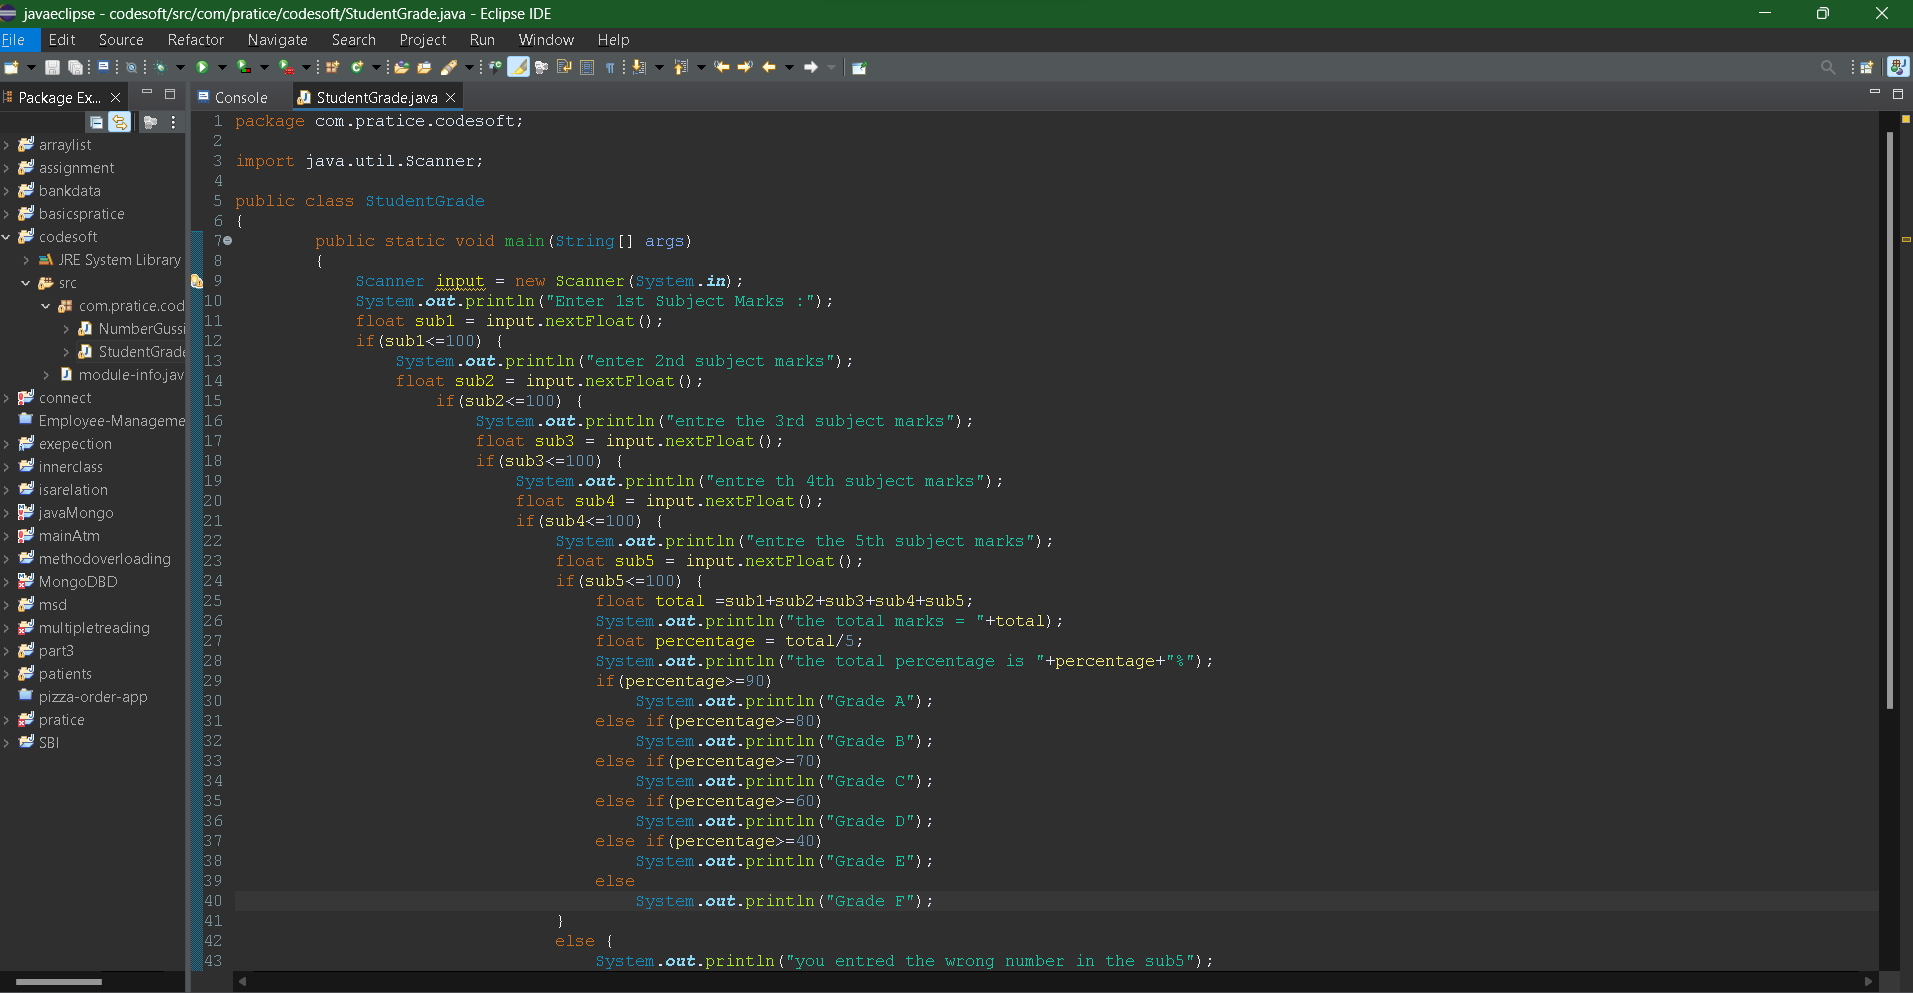 javaeclipse - codesoft/src/com/pratice/codesoft/StudentGrade.java - Eclipse IDE
File Edit Source Refactor Navigate Search Project Run Window Help
Package Ex...
Console
StudentGrade.java
arraylist
assignment
bankdata
basicspratice
codesoft
JRE System Library
src
com.pratice.cod
NumberGussi
StudentGrade
module-info.jav
connect
Employee-Manageme
exepection
innerclass
isarelation
javaMongo
mainAtm
methodoverloading
MongoDBD
msd
multipletreading
part3
patients
pizza-order-app
pratice
SBI
1 package com.pratice.codesoft;
2
3 import java.util.Scanner;
4
5 public class StudentGrade
6 {
7 public static void main(String[] args)
8 {
9 Scanner input = new Scanner(System.in);
10 System.out.println("Enter 1st Subject Marks :");
11 float sub1 = input.nextFloat();
12 if(sub1<=100) {
13 System.out.println("enter 2nd subject marks");
14 float sub2 = input.nextFloat();
15 if(sub2<=100) {
16 System.out.println("entre the 3rd subject marks");
17 float sub3 = input.nextFloat();
18 if(sub3<=100) {
19 System.out.println("entre th 4th subject marks");
20 float sub4 = input.nextFloat();
21 if(sub4<=100) {
22 System.out.println("entre the 5th subject marks");
23 float sub5 = input.nextFloat();
24 if(sub5<=100) {
25 float total =sub1+sub2+sub3+sub4+sub5;
26 System.out.println("the total marks = "+total);
27 float percentage = total/5;
28 System.out.println("the total percentage is "+percentage+"%");
29 if(percentage>=90)
30 System.out.println("Grade A");
31 else if(percentage>=80)
32 System.out.println("Grade B");
33 else if(percentage>=70)
34 System.out.println("Grade C");
35 else if(percentage>=60)
36 System.out.println("Grade D");
37 else if(percentage>=40)
38 System.out.println("Grade E");
39 else
40 System.out.println("Grade F");
41 }
42 else {
43 System.out.println("you entred the wrong number in the sub5");